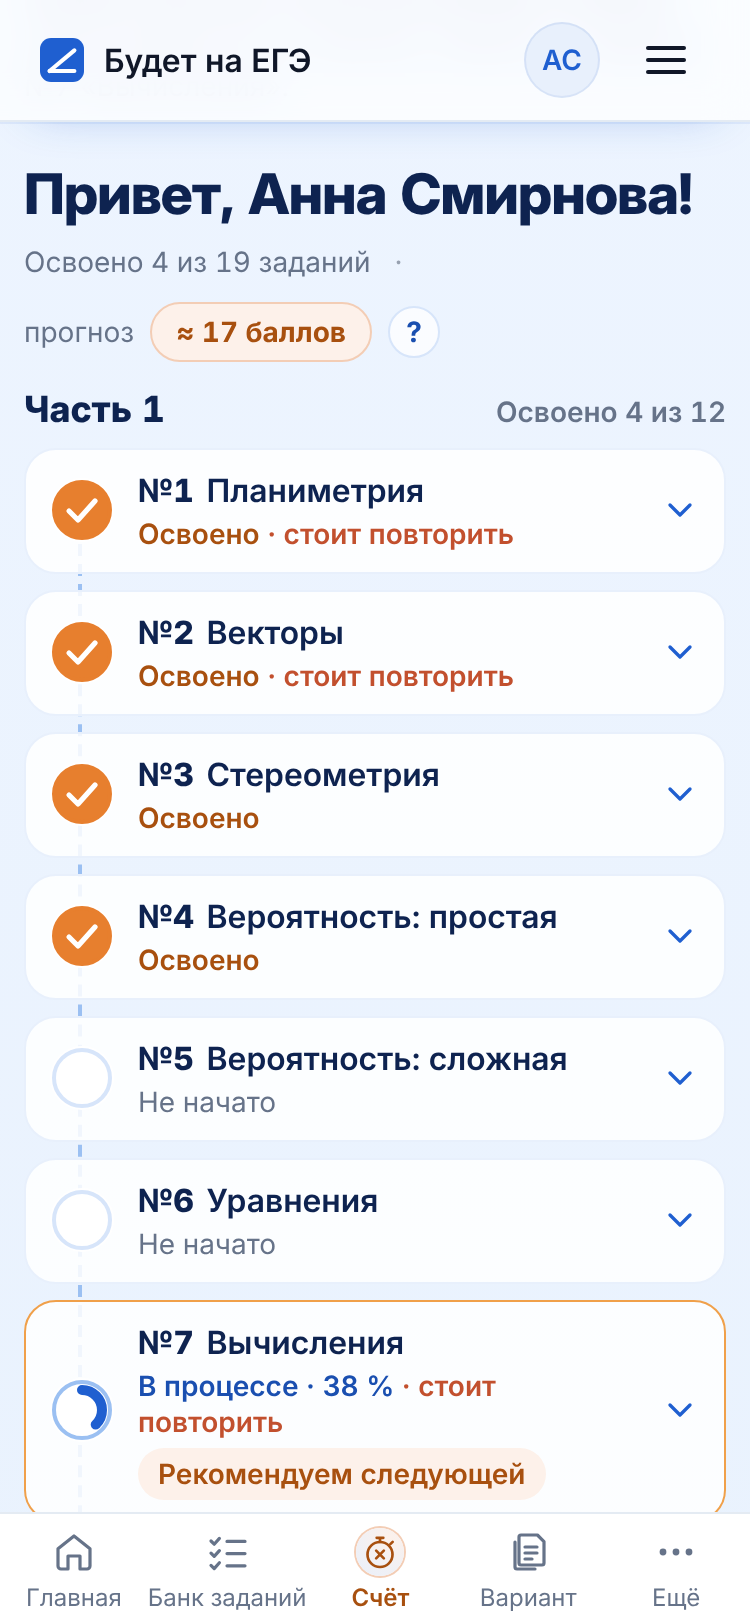 Будет на ЕГЭ
АС
Привет, Анна Смирнова!
Освоено 4 из 19 заданий ·
прогноз ≈ 17 баллов ?
Часть 1
Освоено 4 из 12
№1 Планиметрия
Освоено · стоит повторить
№2 Векторы
Освоено · стоит повторить
№3 Стереометрия
Освоено
№4 Вероятность: простая
Освоено
№5 Вероятность: сложная
Не начато
№6 Уравнения
Не начато
№7 Вычисления
В процессе · 38 % · стоит
повторить
Рекомендуем следующей
Главная
Банк заданий
Счёт
Вариант
Ещё